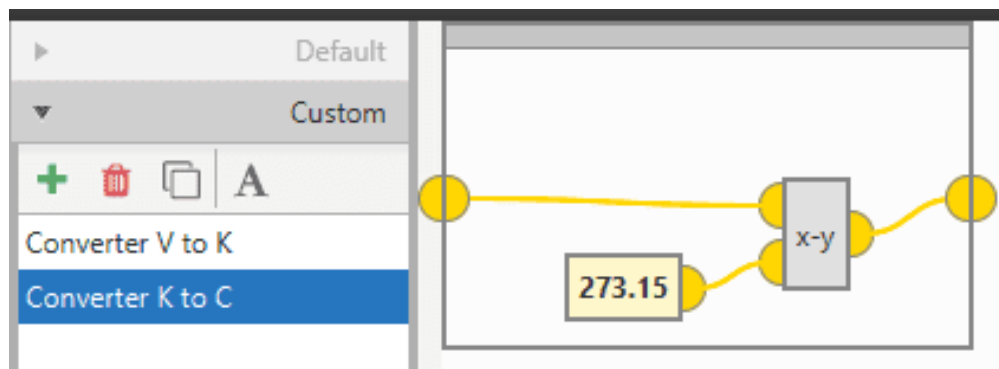 Default
Custom
A
Converter V to K
Converter K to C
x-y
273.15